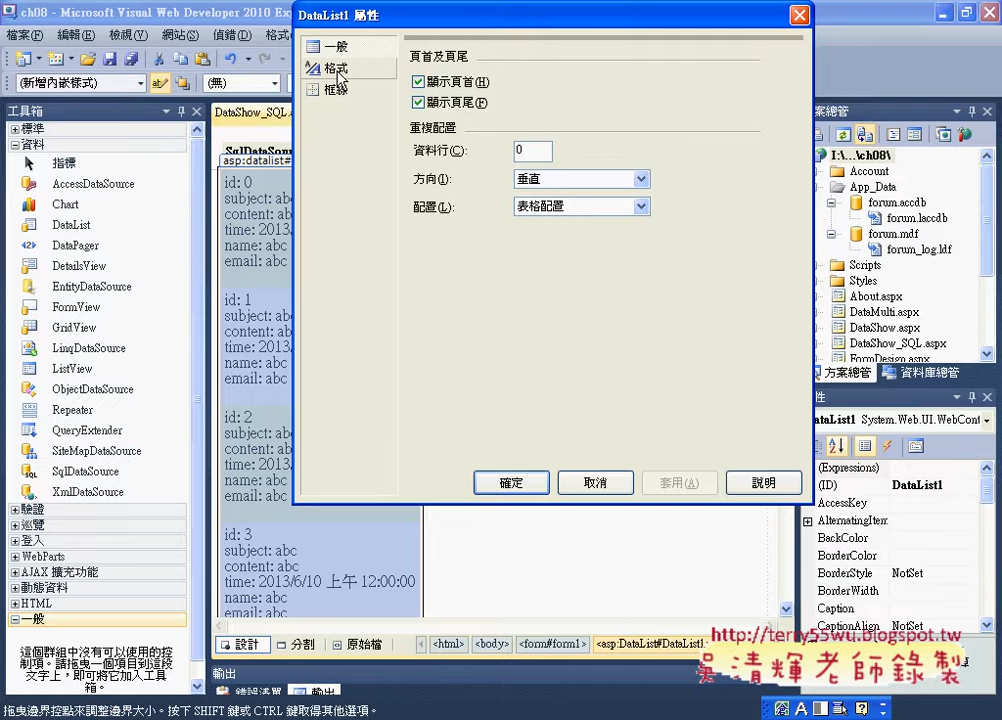 ch08 - Microsoft Visual Web Developer 2010 Exp
檔案(F) 編輯(E) 檢視(V) 網站(S) 偵錯(D) 格式
(新增內嵌樣式)
(無)
工具箱
標準
資料
指標
AccessDataSource
Chart
DataList
DataPager
DetailsView
EntityDataSource
FormView
GridView
LinqDataSource
ListView
ObjectDataSource
Repeater
QueryExtender
SiteMapDataSource
SqlDataSource
XmlDataSource
驗證
巡覽
登入
WebParts
AJAX 擴充功能
動態資料
HTML
一般
這個群組中沒有可以使用的控
制項。請拖曳一個項目到這段
文字上，即可將它加入工具
箱。
DataShow_SQL.
SqlDataSource
asp:datalist#
id: 0
subject: abc
content: abc
time: 2013/
name: abc
email: abc
id: 1
subject: abc
content: abc
time: 2013/
name: abc
email: abc
id: 2
subject: abc
content: abc
time: 2013/
name: abc
email: abc
id: 3
subject: abc
content: abc
time: 2013/6/10 上午 12:00:00
name: abc
email: abc
DataList1 屬性
一般
格式
框線
頁首及頁尾
顯示頁首(H)
顯示頁尾(F)
重複配置
資料行(C): 0
方向(I): 垂直
配置(L): 表格配置
確定 取消 套用(A) 說明
方案總管
I:\...\ch08\
Account
App_Data
forum.accdb
forum.laccdb
forum.mdf
forum_log.ldf
Scripts
Styles
About.aspx
DataMulti.aspx
DataShow.aspx
DataShow_SQL.aspx
FormDesign.aspx
方案總管 資料庫總管
性
ataList1 System.Web.UI.WebCont
(Expressions)
(ID) DataList1
AccessKey
AlternatingItem
BackColor
BorderColor
BorderStyle NotSet
BorderWidth
Caption
CaptionAlign NotSet
設計 分割 原始檔 <html> <body> <form#form1> <asp:DataList#DataList1>
輸出
錯誤清單 輸出
http://terry55wu.blogspot.tw
吳清輝老師錄製
拖曳邊界控點來調整邊界大小。按下 SHIFT 鍵或 CTRL 鍵取得其他選項。